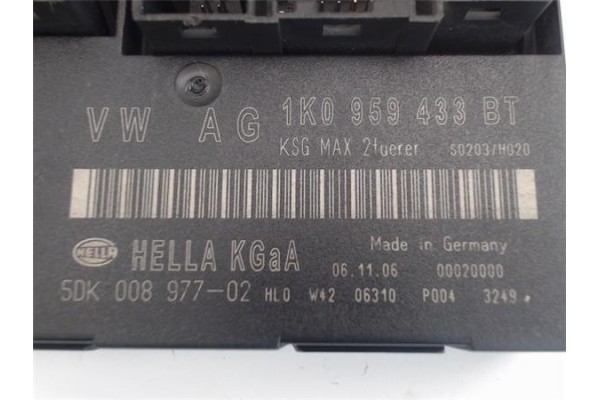 VW AG 1K0 959 433 BT
KSG MAX 2tuerer S0203/H020
HELLA HELLA KGaA Made in Germany
06.11.06 00020000
5DK 008 977-02 HL0 W42 06310 P004 3249